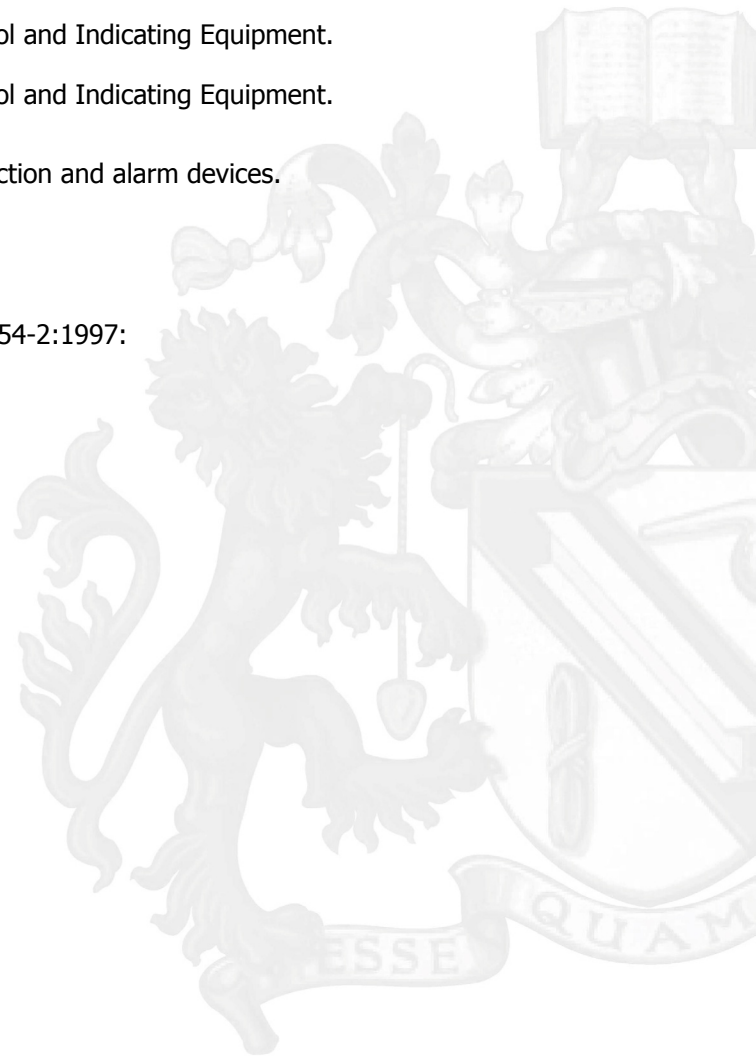 ol and Indicating Equipment.
ol and Indicating Equipment.
ction and alarm devices.
54-2:1997:
ESSE
QUAM